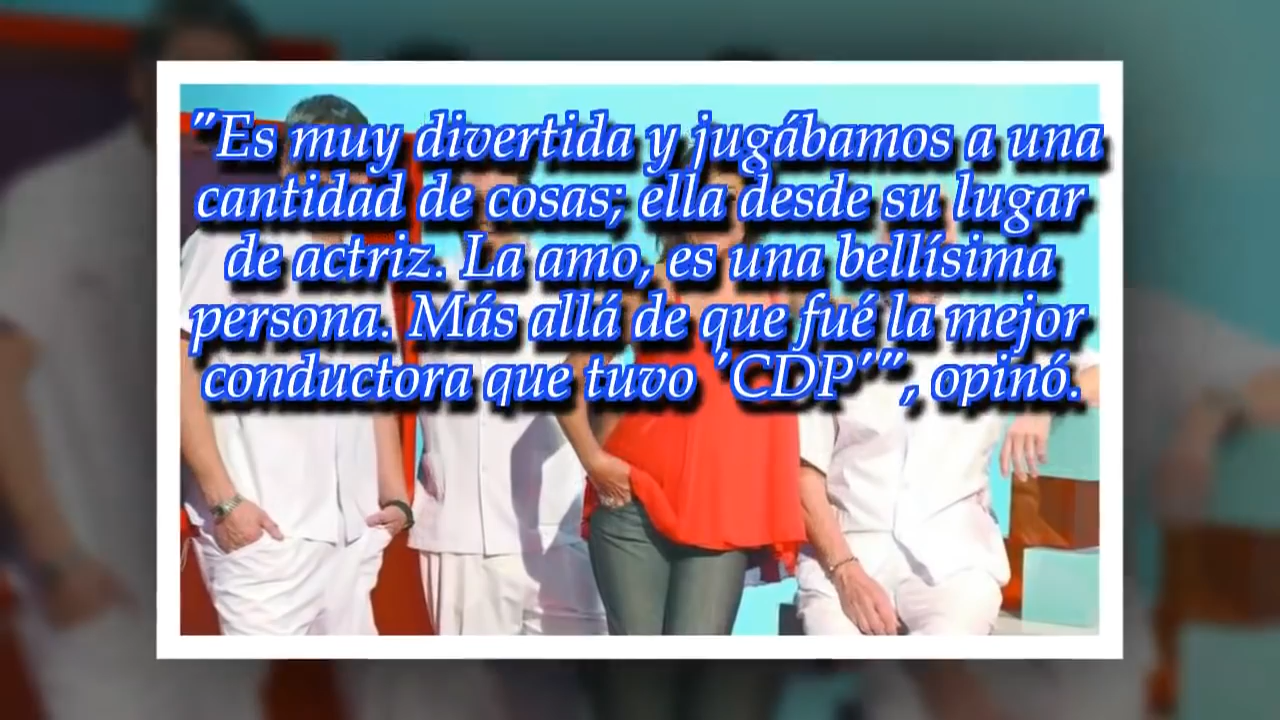 "Es muy divertida y jugábamos a una
cantidad de cosas; ella desde su lugar
de actriz. La amo, es una bellísima
persona. Más allá de que fué la mejor
conductora que tuvo 'CDP'", opinó.